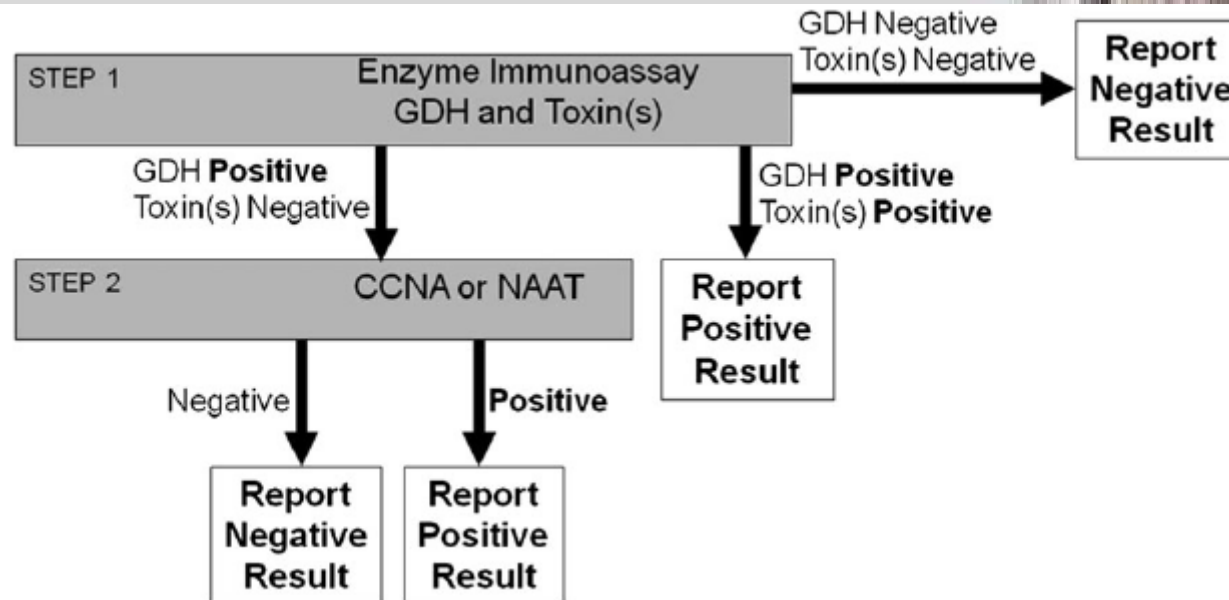 GDH Negative
Toxin(s) Negative
Report
Negative
Result
STEP 1
Enzyme Immunoassay
GDH and Toxin(s)
GDH Positive
Toxin(s) Negative
GDH Positive
Toxin(s) Positive
STEP 2
CCNA or NAAT
Report
Positive
Result
Negative
Positive
Report
Negative
Result
Report
Positive
Result